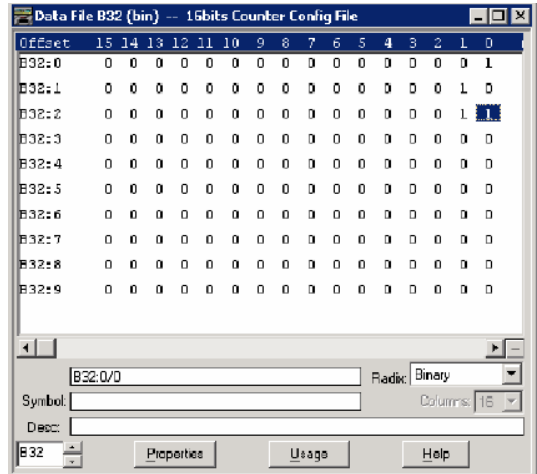 Data File B32 (bin) -- 16bits Counter Config File
Offset 15 14 13 12 11 10 9 8 7 6 5 4 3 2 1 0
B32:0 0 0 0 0 0 0 0 0 0 0 0 0 0 0 0 1
B32:1 0 0 0 0 0 0 0 0 0 0 0 0 0 0 1 0
B32:2 0 0 0 0 0 0 0 0 0 0 0 0 0 0 1 1
B32:3 0 0 0 0 0 0 0 0 0 0 0 0 0 0 0 0
B32:4 0 0 0 0 0 0 0 0 0 0 0 0 0 0 0 0
B32:5 0 0 0 0 0 0 0 0 0 0 0 0 0 0 0 0
B32:6 0 0 0 0 0 0 0 0 0 0 0 0 0 0 0 0
B32:7 0 0 0 0 0 0 0 0 0 0 0 0 0 0 0 0
B32:8 0 0 0 0 0 0 0 0 0 0 0 0 0 0 0 0
B32:9 0 0 0 0 0 0 0 0 0 0 0 0 0 0 0 0
B32:0/0 Radix: Binary
Symbol: Columns: 16
Desc:
B32 Properties Usage Help